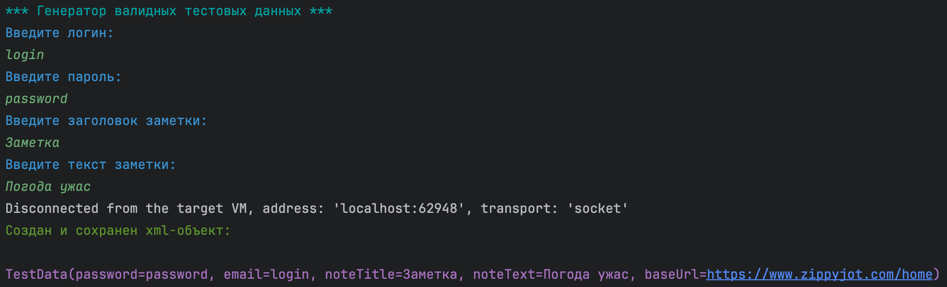 *** Генератор валидных тестовых данных ***
Введите логин:
login
Введите пароль:
password
Введите заголовок заметки:
Заметка
Введите текст заметки:
Погода ужас
Disconnected from the target VM, address: 'localhost:62948', transport: 'socket'
Создан и сохранен xml-объект:
TestData(password=password, email=login, noteTitle=Заметка, noteText=Погода ужас, baseUrl=https://www.zippyjot.com/home)